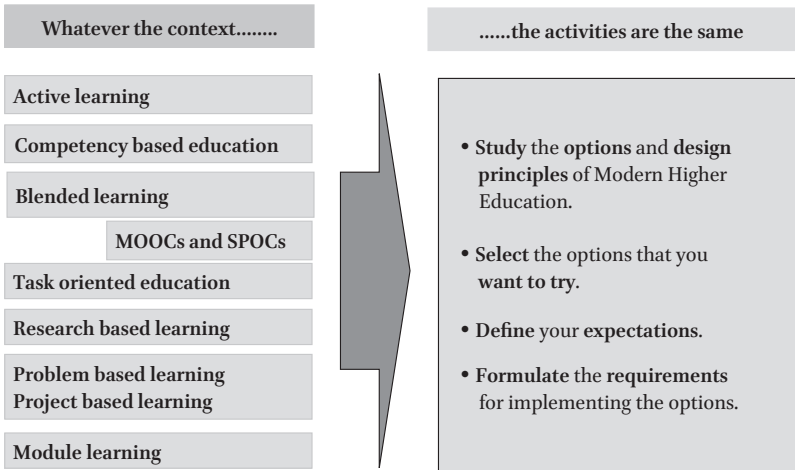 Whatever the context........
Active learning
Competency based education
Blended learning
MOOCs and SPOCs
Task oriented education
Research based learning
Problem based learning
Project based learning
Module learning
......the activities are the same
• Study the options and design
principles of Modern Higher
Education.
• Select the options that you
want to try.
• Define your expectations.
• Formulate the requirements
for implementing the options.